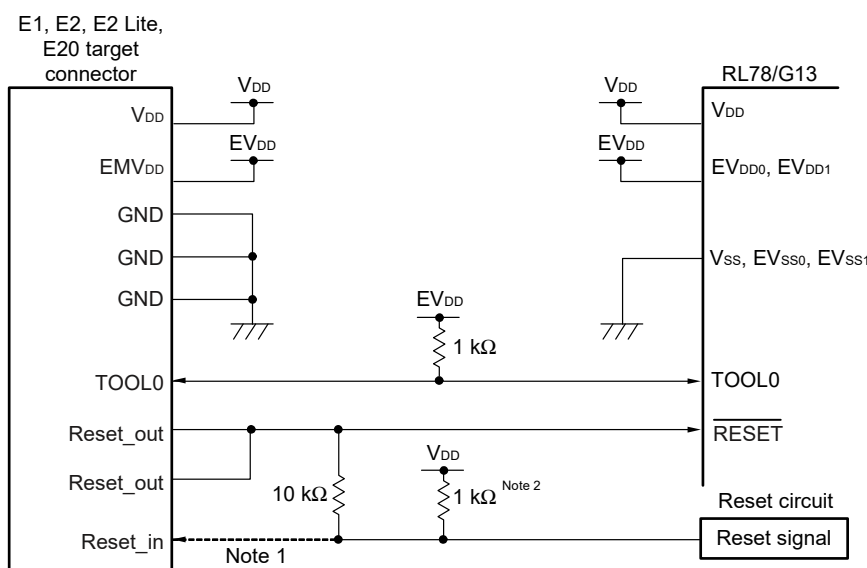 E1, E2, E2 Lite,
E20 target
connector
VDD
EMVDD
GND
GND
GND
TOOL0
Reset_out
Reset_out
Reset_in
VDD
EVDD
EVDD
1 kΩ
10 kΩ
VDD
1 kΩ Note 2
Note 1
VDD
EVDD
RL78/G13
VDD
EVDD0, EVDD1
VSS, EVSS0, EVSS1
TOOL0
RESET
Reset circuit
Reset signal